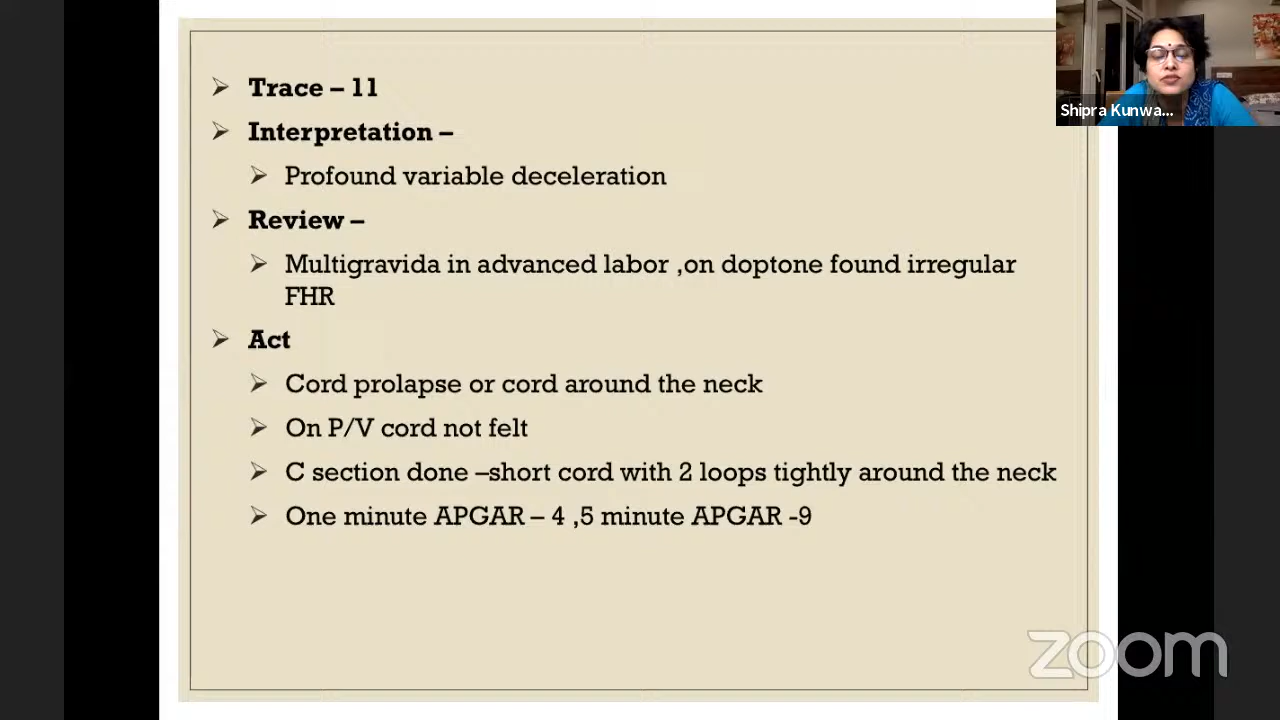 Trace – 11
Interpretation –
Profound variable deceleration
Review –
Multigravida in advanced labor ,on doptone found irregular
FHR
Act
Cord prolapse or cord around the neck
On P/V cord not felt
C section done –short cord with 2 loops tightly around the neck
One minute APGAR – 4 ,5 minute APGAR -9
Shipra Kunwa...
zoom